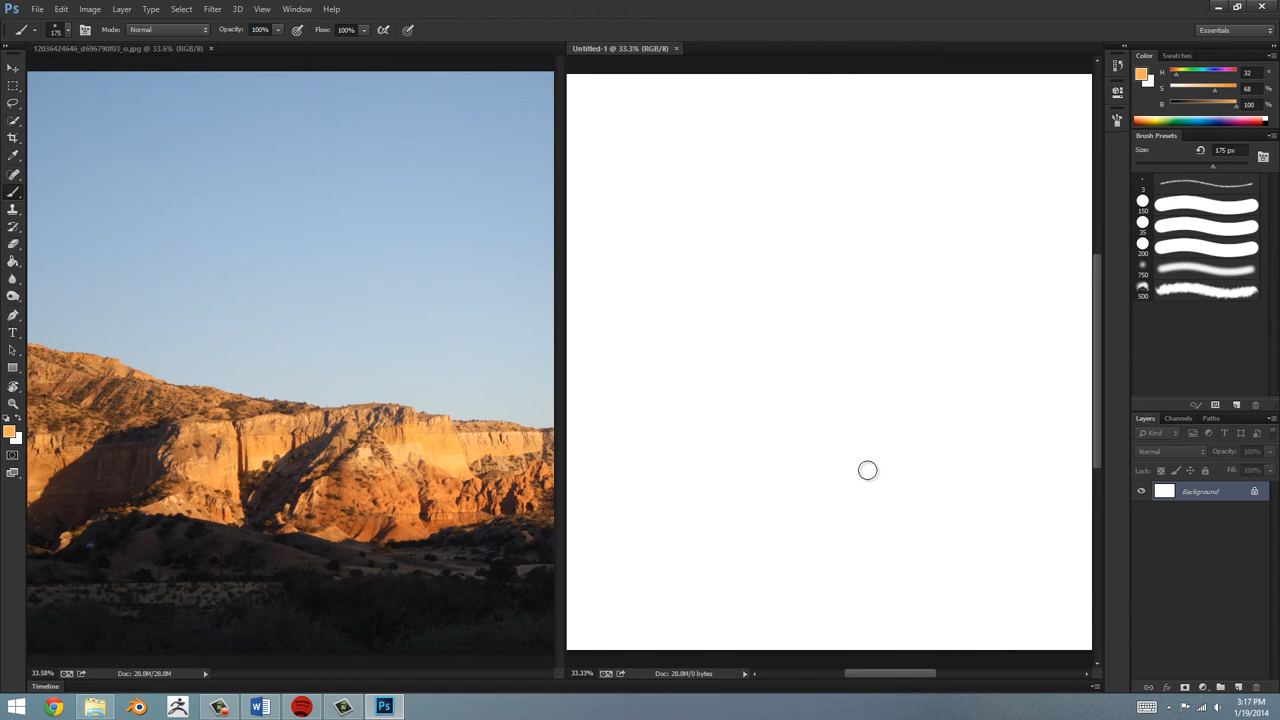 Ps File Edit Image Layer Type Select Filter 3D View Window Help
175 Mode: Normal Opacity: 100% Flow: 100% Essentials
12036424646_d696790f03_o.jpg @ 33.6% (RGB/8) ×
Untitled-1 @ 33.3% (RGB/8) ×
Color Swatches
H 32 °
S 68 %
B 100 %
Brush Presets
Size: 175 px
3
150
35
200
750
500
Layers Channels Paths
Kind
Normal Opacity: 100%
Lock: Fill: 100%
Background
33.58% Doc: 28.8M/28.8M
33.33% Doc: 28.8M/0 bytes
Timeline
Ps
3:17 PM
1/19/2014